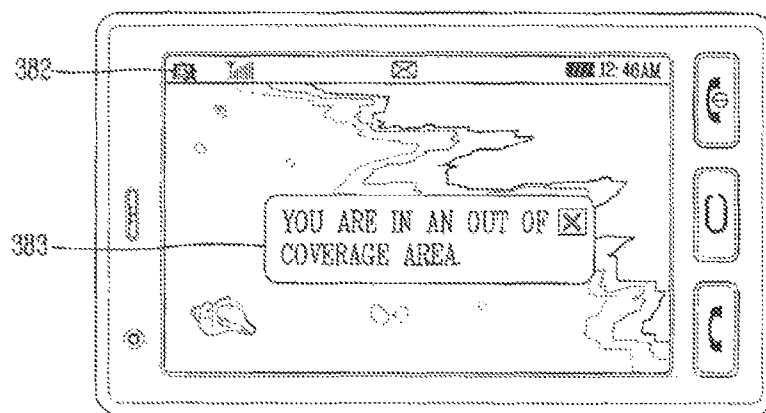 382
12:46AM
YOU ARE IN AN OUT OF
COVERAGE AREA.
383